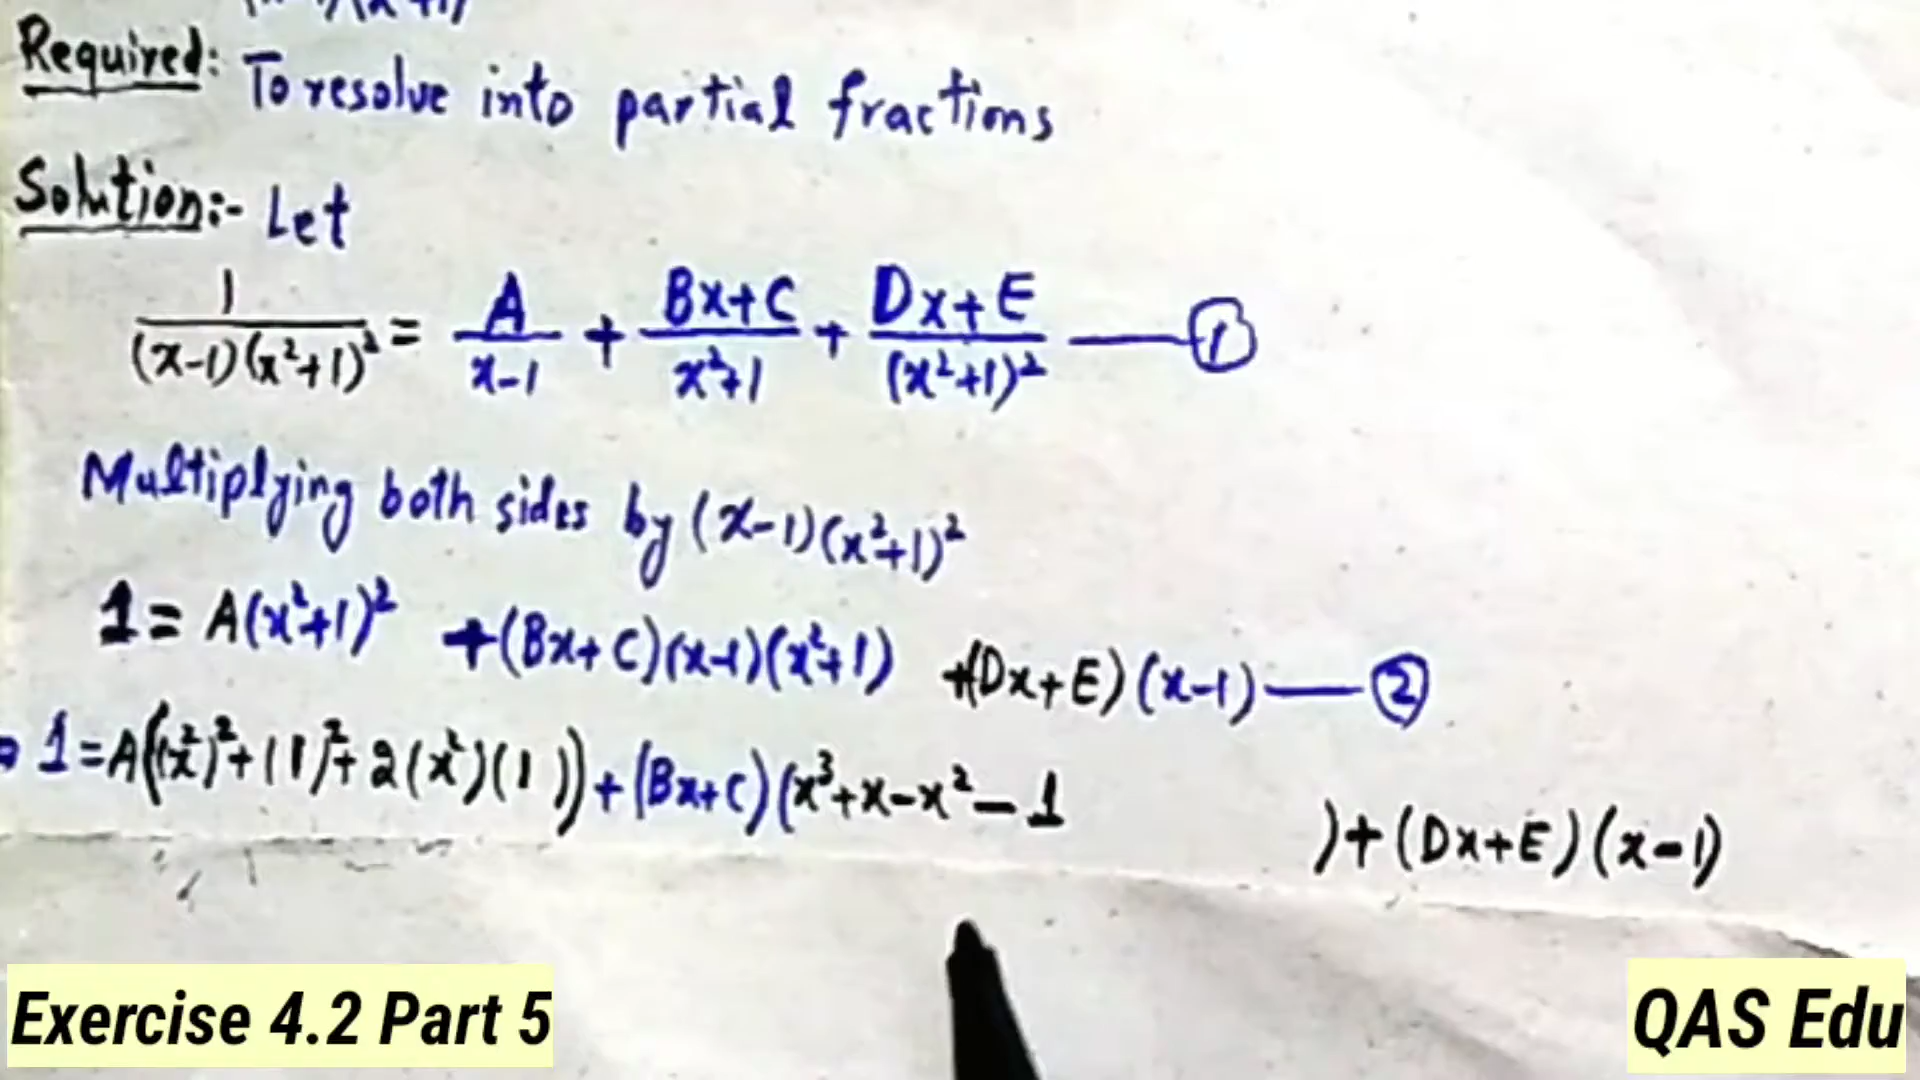 Required: To resolve into partial fractions
Solution:- Let
1/(x-1)(x²+1)² = A/x-1 + Bx+C/x²+1 + Dx+E/(x²+1)² — ①
Multiplying both sides by (x-1)(x²+1)²
1 = A(x²+1)² +(Bx+C)(x-1)(x²+1) +(Dx+E)(x-1) — ②
1=A((x²)²+(1)²+2(x²)(1))+(Bx+C)(x³+x-x²-1 )+(Dx+E)(x-1)
Exercise 4.2 Part 5
QAS Edu